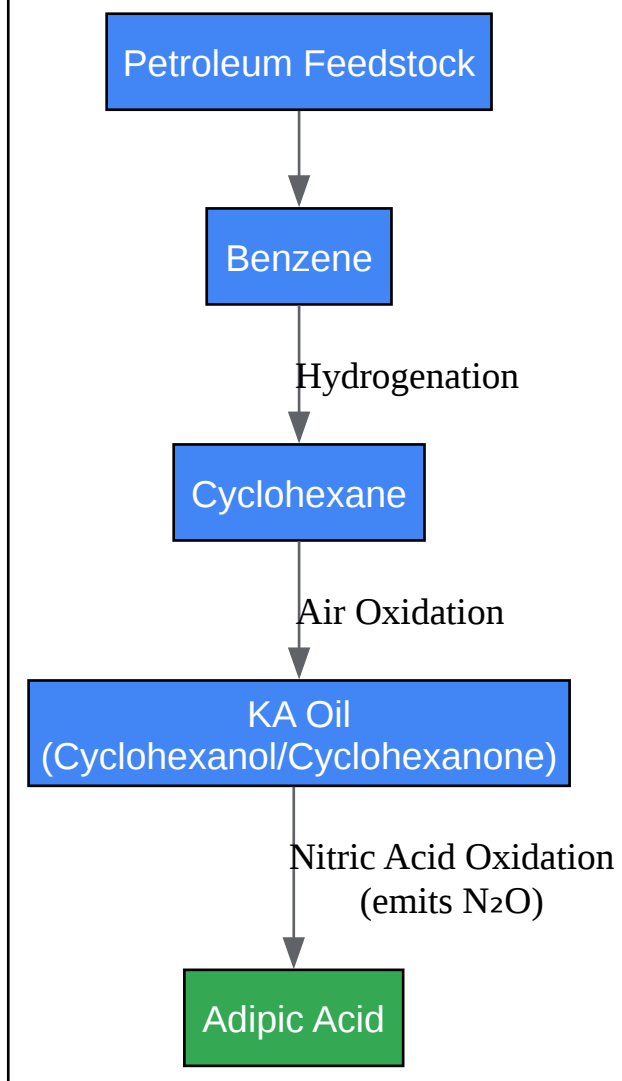 Petroleum Feedstock
Benzene
Hydrogenation
Cyclohexane
Air Oxidation
KA Oil
(Cyclohexanol/Cyclohexanone)
Nitric Acid Oxidation
(emits N₂O)
Adipic Acid